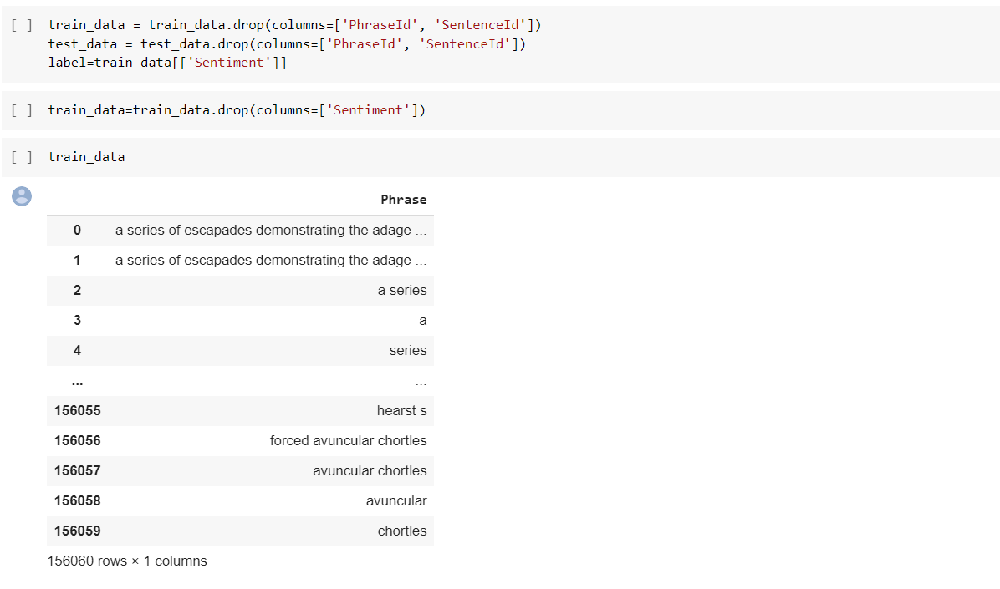 [ ] train_data = train_data.drop(columns=['PhraseId', 'SentenceId'])
test_data = test_data.drop(columns=['PhraseId', 'SentenceId'])
label=train_data[['Sentiment']]
[ ] train_data=train_data.drop(columns=['Sentiment'])
[ ] train_data
Phrase
0 a series of escapades demonstrating the adage ...
1 a series of escapades demonstrating the adage ...
2 a series
3 a
4 series
... ...
156055 hearst s
156056 forced avuncular chortles
156057 avuncular chortles
156058 avuncular
156059 chortles
156060 rows × 1 columns